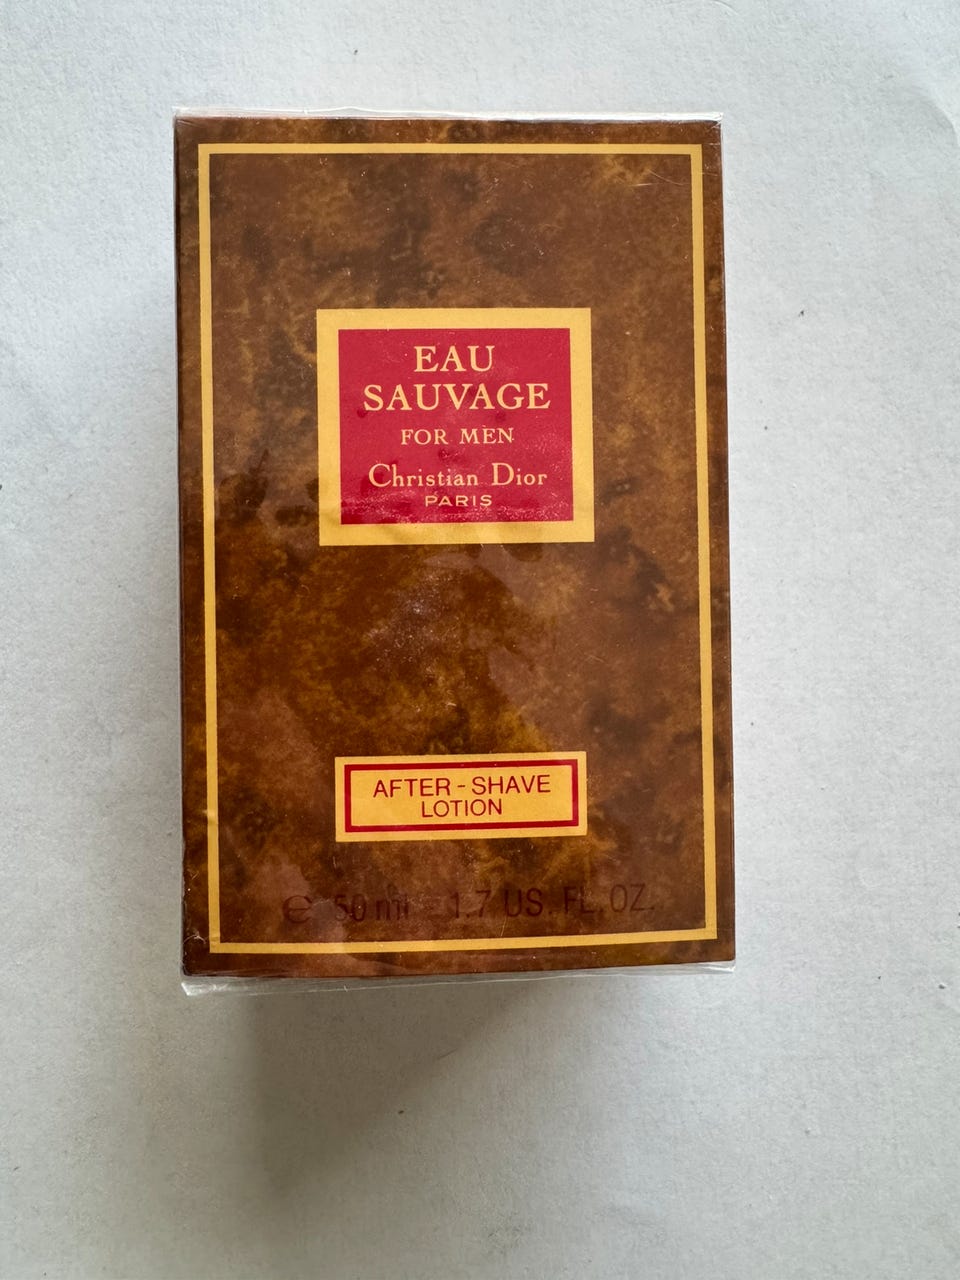 EAU
SAUVAGE
FOR MEN
Christian Dior
PARIS
AFTER - SHAVE
LOTION
℮ 50 ml - 1.7 US. FL. OZ.